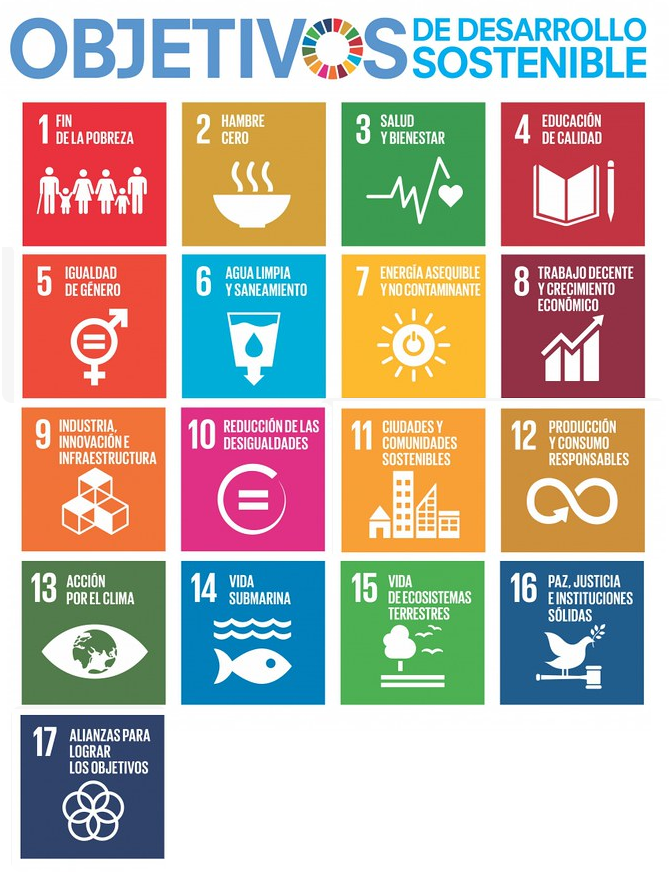 OBJETIVOS
DE DESARROLLO
SOSTENIBLE
1 FIN
DE LA POBREZA
2 HAMBRE
CERO
3 SALUD
Y BIENESTAR
4 EDUCACIÓN
DE CALIDAD
5 IGUALDAD
DE GÉNERO
6 AGUA LIMPIA
Y SANEAMIENTO
7 ENERGÍA ASEQUIBLE
Y NO CONTAMINANTE
8 TRABAJO DECENTE
Y CRECIMIENTO
ECONÓMICO
9 INDUSTRIA,
INNOVACIÓN E
INFRAESTRUCTURA
10 REDUCCIÓN DE LAS
DESIGUALDADES
11 CIUDADES Y
COMUNIDADES
SOSTENIBLES
12 PRODUCCIÓN
Y CONSUMO
RESPONSABLES
13 ACCIÓN
POR EL CLIMA
14 VIDA
SUBMARINA
15 VIDA
DE ECOSISTEMAS
TERRESTRES
16 PAZ, JUSTICIA
E INSTITUCIONES
SÓLIDAS
17 ALIANZAS PARA
LOGRAR
LOS OBJETIVOS